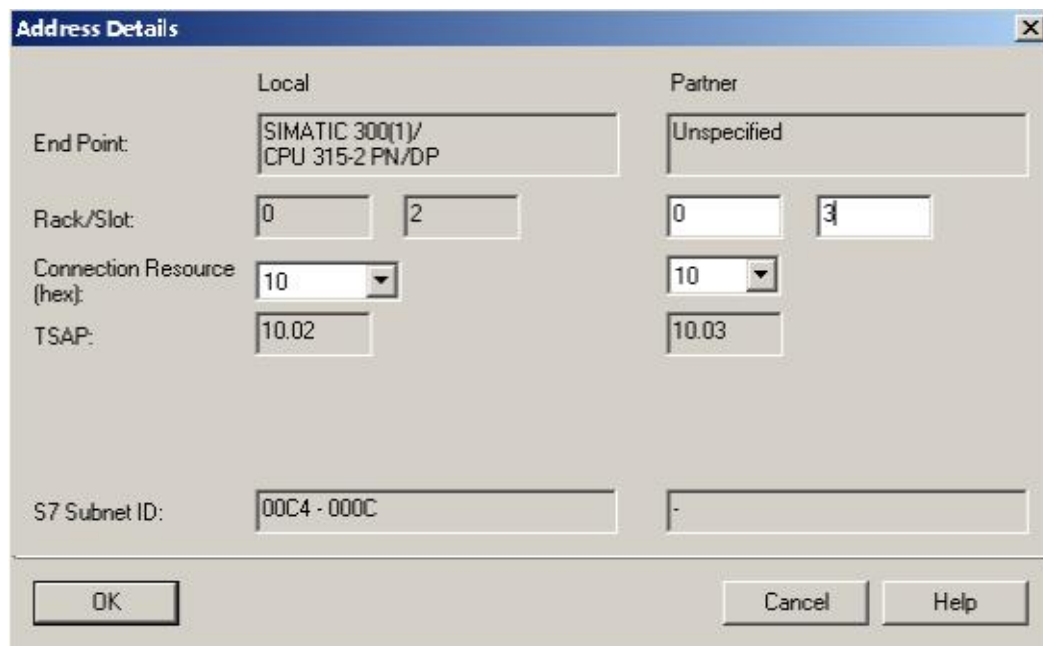 Address Details
Local Partner
End Point: SIMATIC 300(1)/ Unspecified
CPU 315-2 PN/DP
Rack/Slot: 0 2 0 3
Connection Resource (hex): 10 10
TSAP: 10.02 10.03
S7 Subnet ID: 00C4 - 000C -
OK Cancel Help